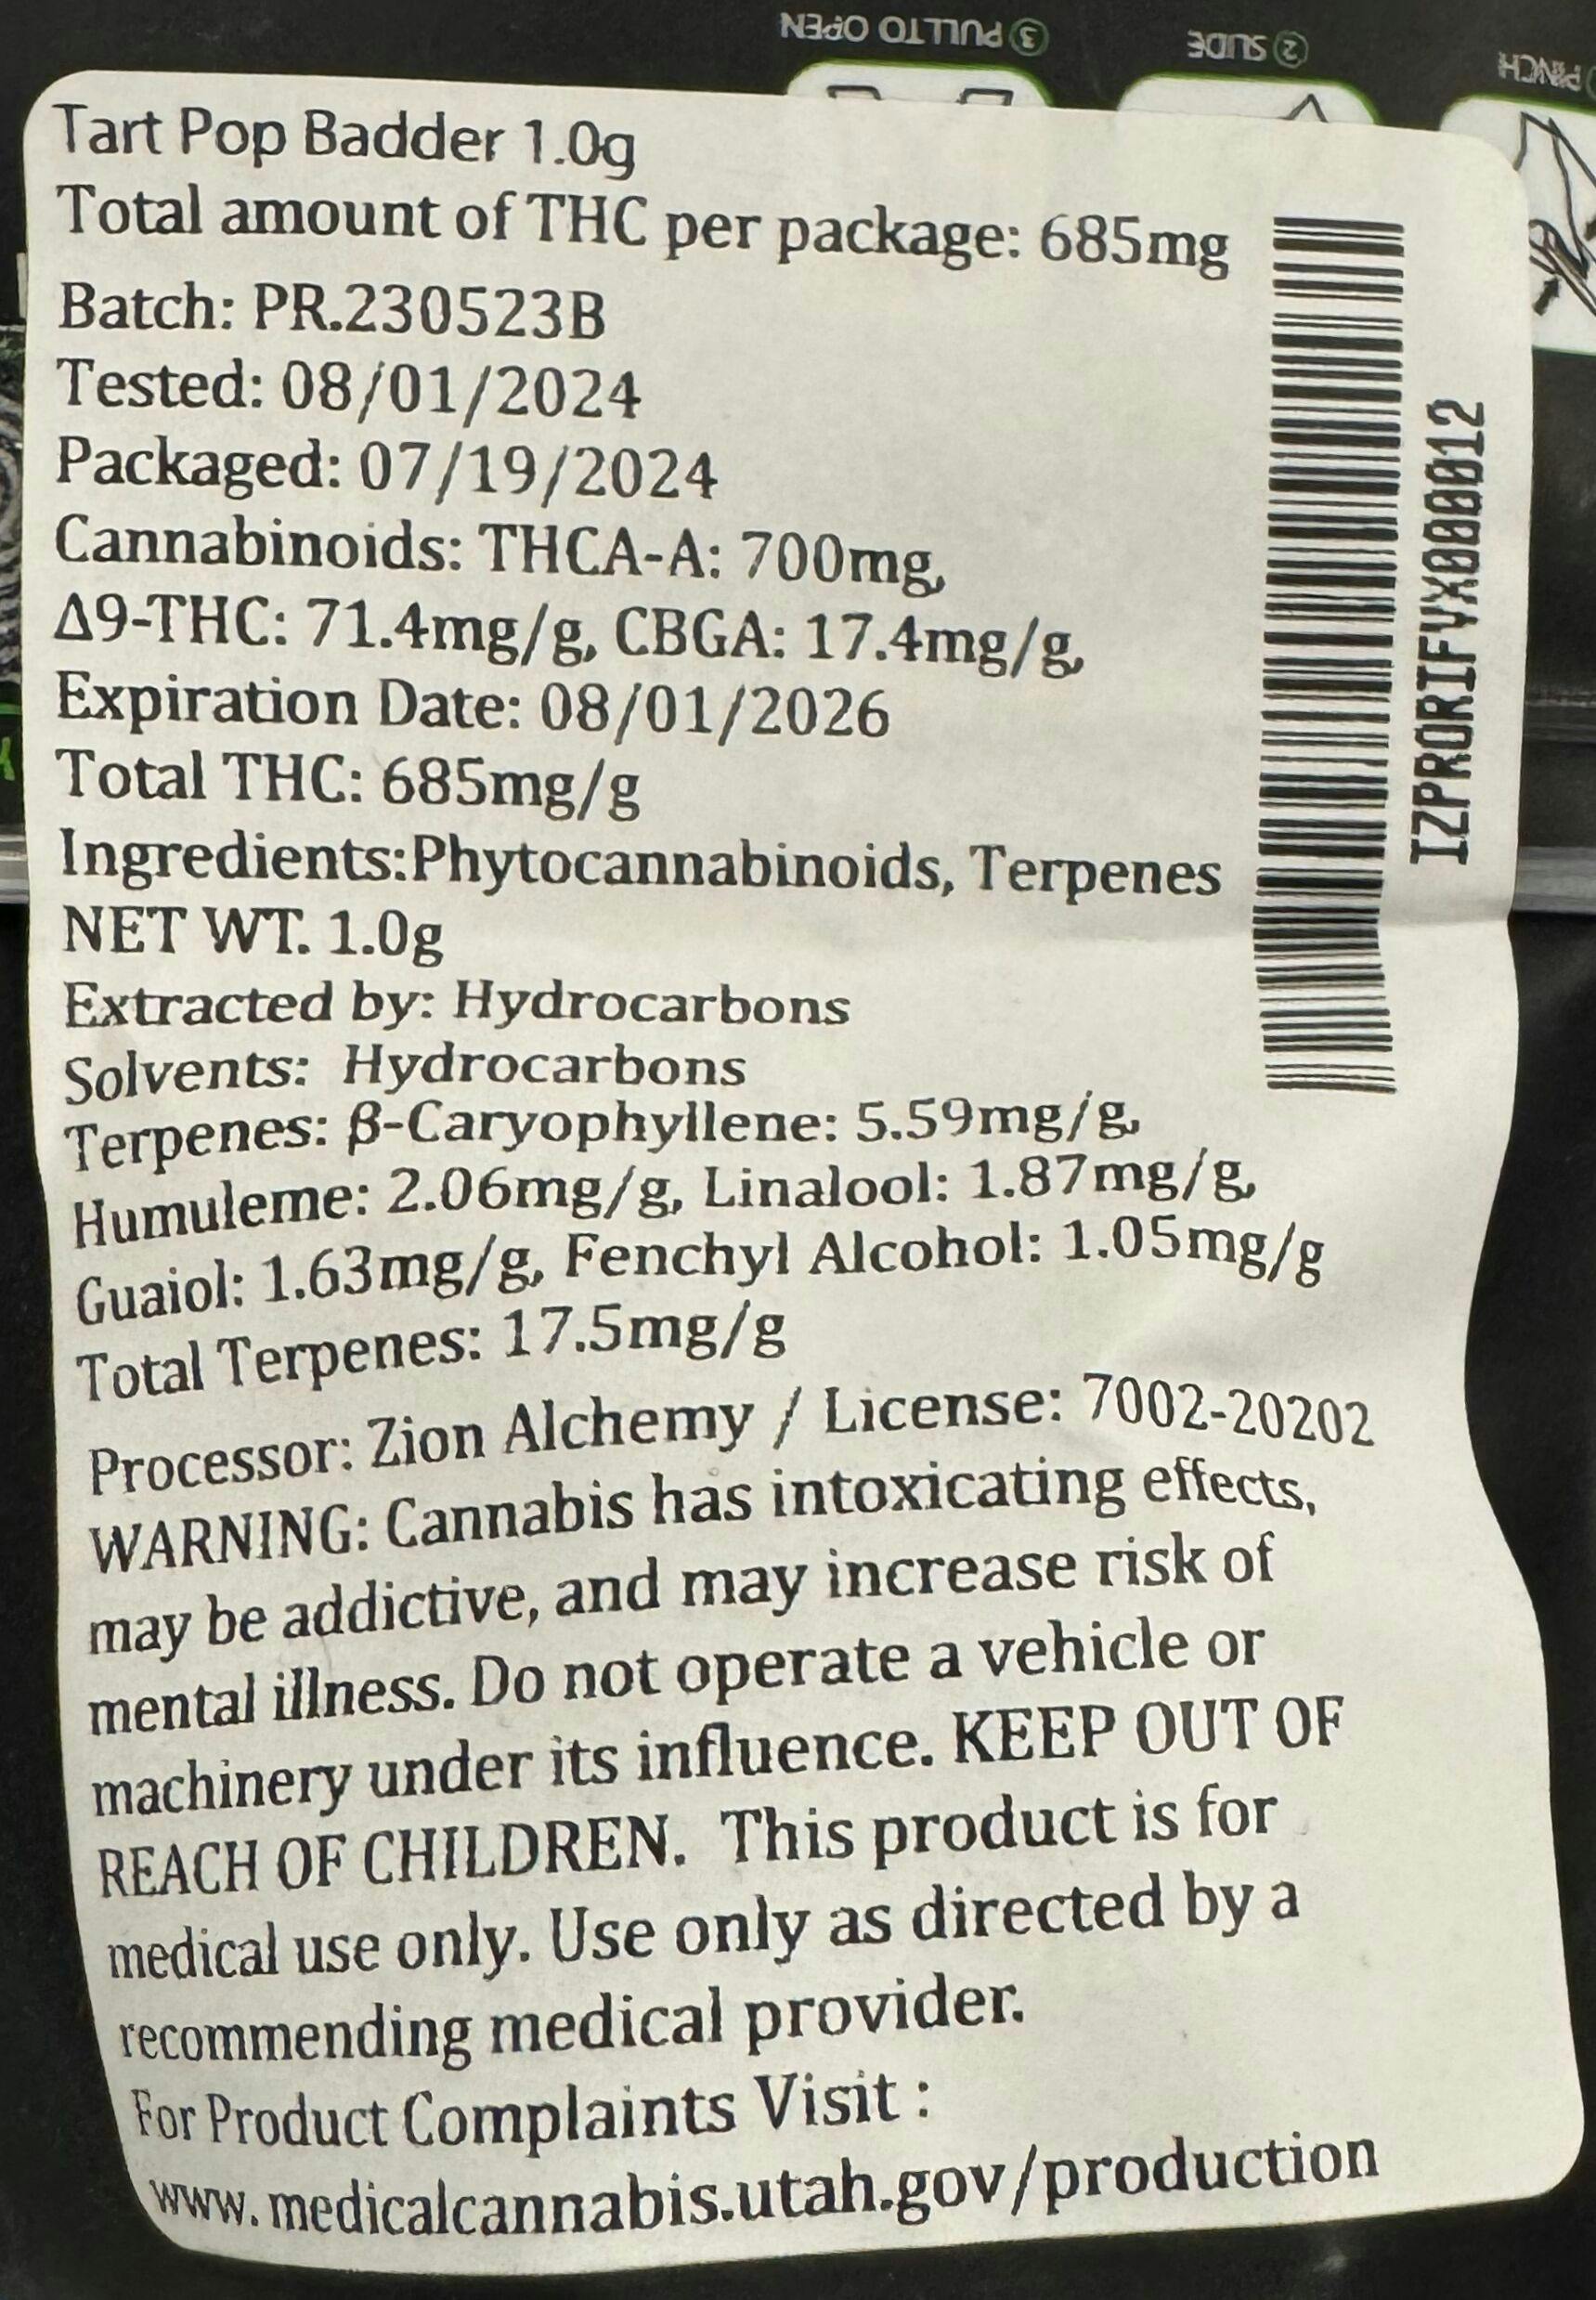 ③ PULL TO OPEN
② SLIDE
PINCH
Tart Pop Badder 1.0g
Total amount of THC per package: 685mg
Batch: PR.230523B
Tested: 08/01/2024
Packaged: 07/19/2024
Cannabinoids: THCA-A: 700mg,
Δ9-THC: 71.4mg/g, CBGA: 17.4mg/g,
Expiration Date: 08/01/2026
Total THC: 685mg/g
Ingredients:Phytocannabinoids, Terpenes
NET WT. 1.0g
Extracted by: Hydrocarbons
Solvents: Hydrocarbons
Terpenes: β-Caryophyllene: 5.59mg/g,
Humuleme: 2.06mg/g, Linalool: 1.87mg/g,
Guaiol: 1.63mg/g, Fenchyl Alcohol: 1.05mg/g
Total Terpenes: 17.5mg/g
Processor: Zion Alchemy / License: 7002-20202
WARNING: Cannabis has intoxicating effects,
may be addictive, and may increase risk of
mental illness. Do not operate a vehicle or
machinery under its influence. KEEP OUT OF
REACH OF CHILDREN. This product is for
medical use only. Use only as directed by a
recommending medical provider.
For Product Complaints Visit :
www.medicalcannabis.utah.gov/production
IZPRORIFVX000012